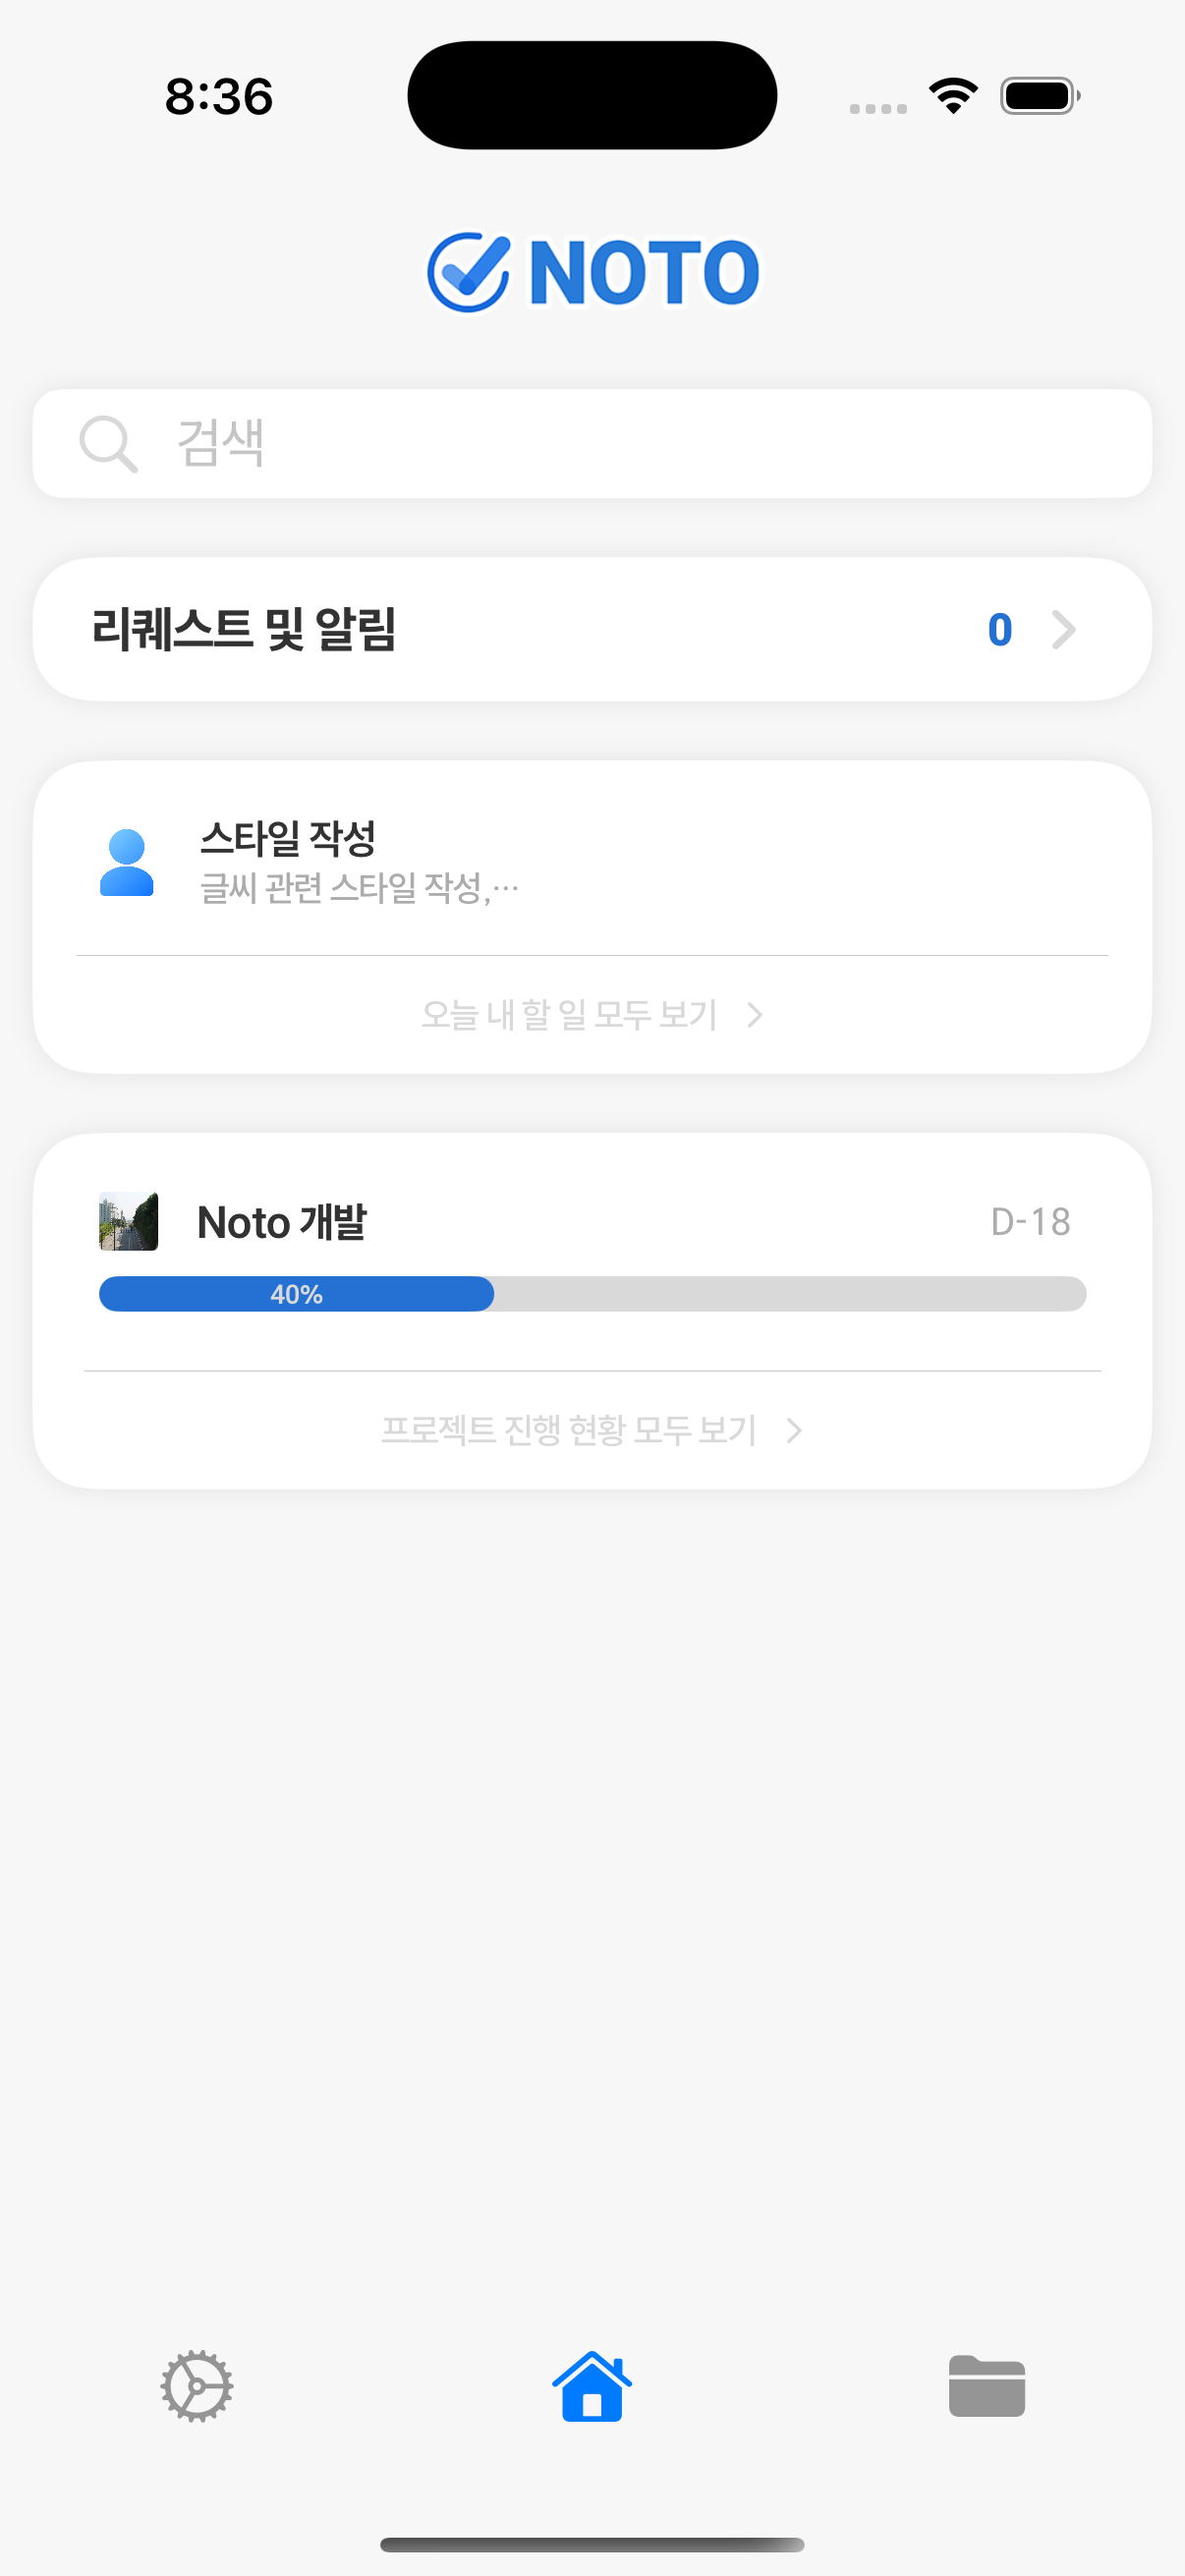 8:36
NOTO
검색
리퀘스트 및 알림
0
스타일 작성
글씨 관련 스타일 작성,…
오늘 내 할 일 모두 보기
Noto 개발
D-18
40%
프로젝트 진행 현황 모두 보기